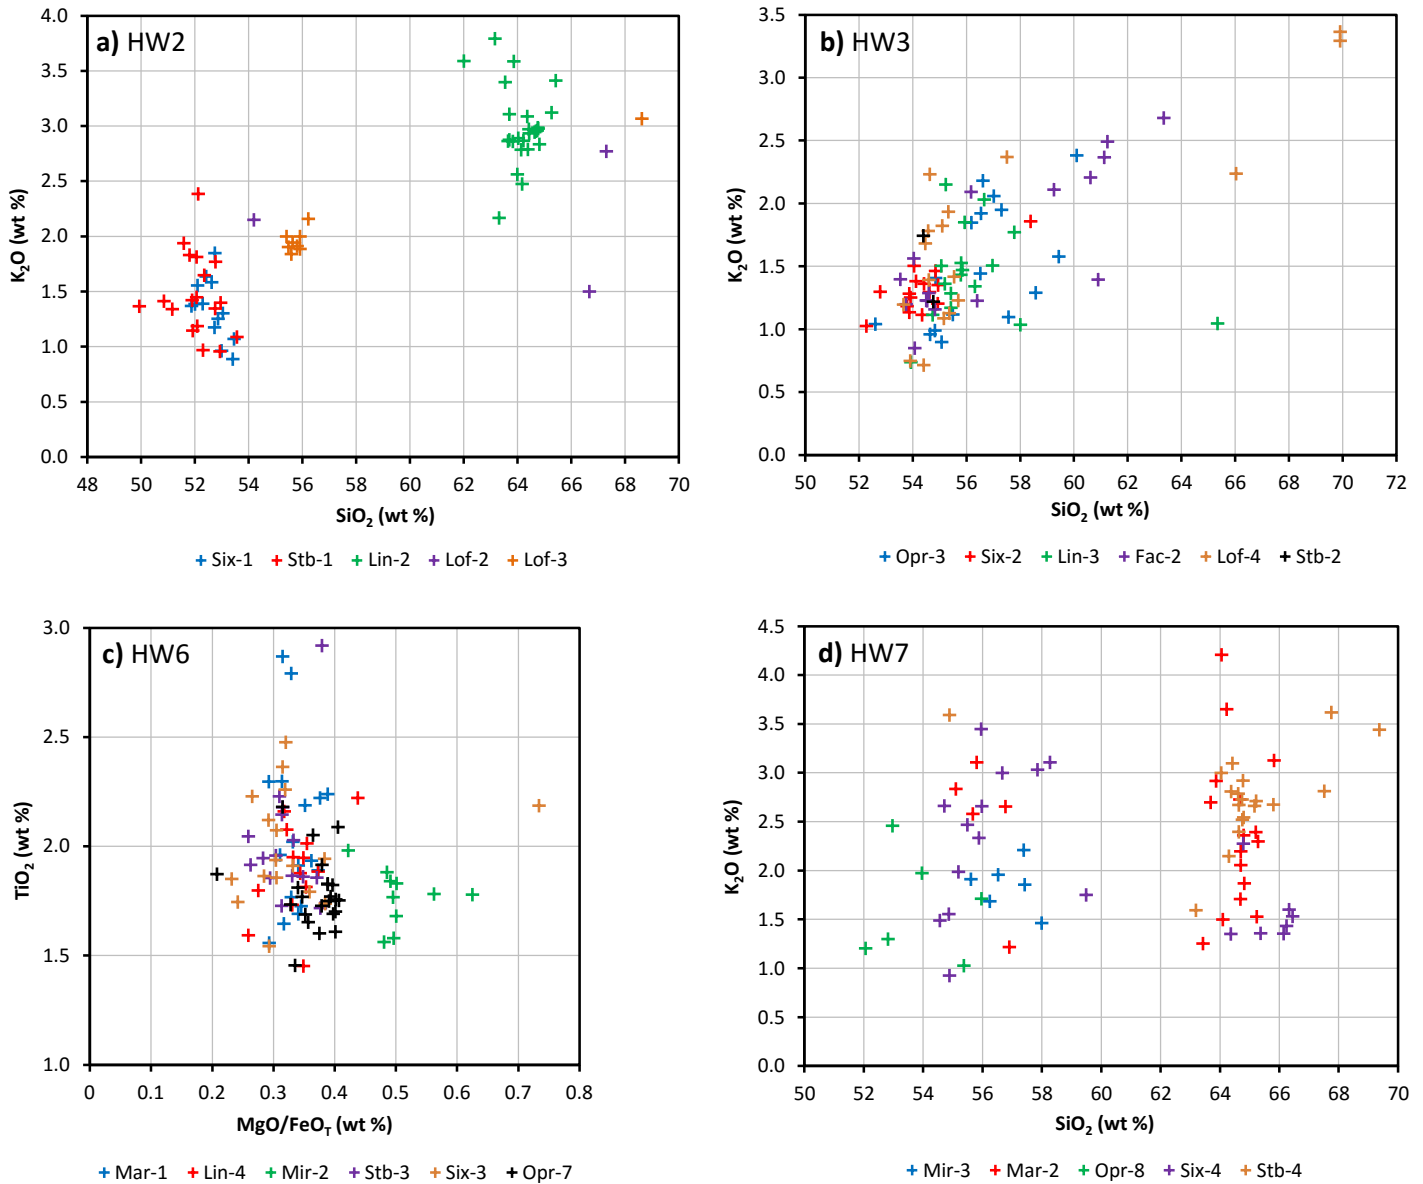 a) HW2
K₂O (wt %)
4.0
3.5
3.0
2.5
2.0
1.5
1.0
0.5
0.0
48 50 52 54 56 58 60 62 64 66 68 70
SiO₂ (wt %)
Six-1 Stb-1 Lin-2 Lof-2 Lof-3
b) HW3
K₂O (wt %)
3.5
3.0
2.5
2.0
1.5
1.0
0.5
0.0
50 52 54 56 58 60 62 64 66 68 70 72
SiO₂ (wt %)
Opr-3 Six-2 Lin-3 Fac-2 Lof-4 Stb-2
c) HW6
TiO₂ (wt %)
3.0
2.5
2.0
1.5
1.0
0 0.2 0.2 0.3 0.4 0.5 0.6 0.7 0.8
MgO/FeOT (wt %)
Mar-1 Lin-4 Mir-2 Stb-3 Six-3 Opr-7
d) HW7
K₂O (wt %)
4.5
4.0
3.5
3.0
2.5
2.0
1.5
1.0
0.5
0.0
50 52 54 56 58 60 62 64 66 68 70
SiO₂ (wt %)
Mir-3 Mar-2 Opr-8 Six-4 Stb-4